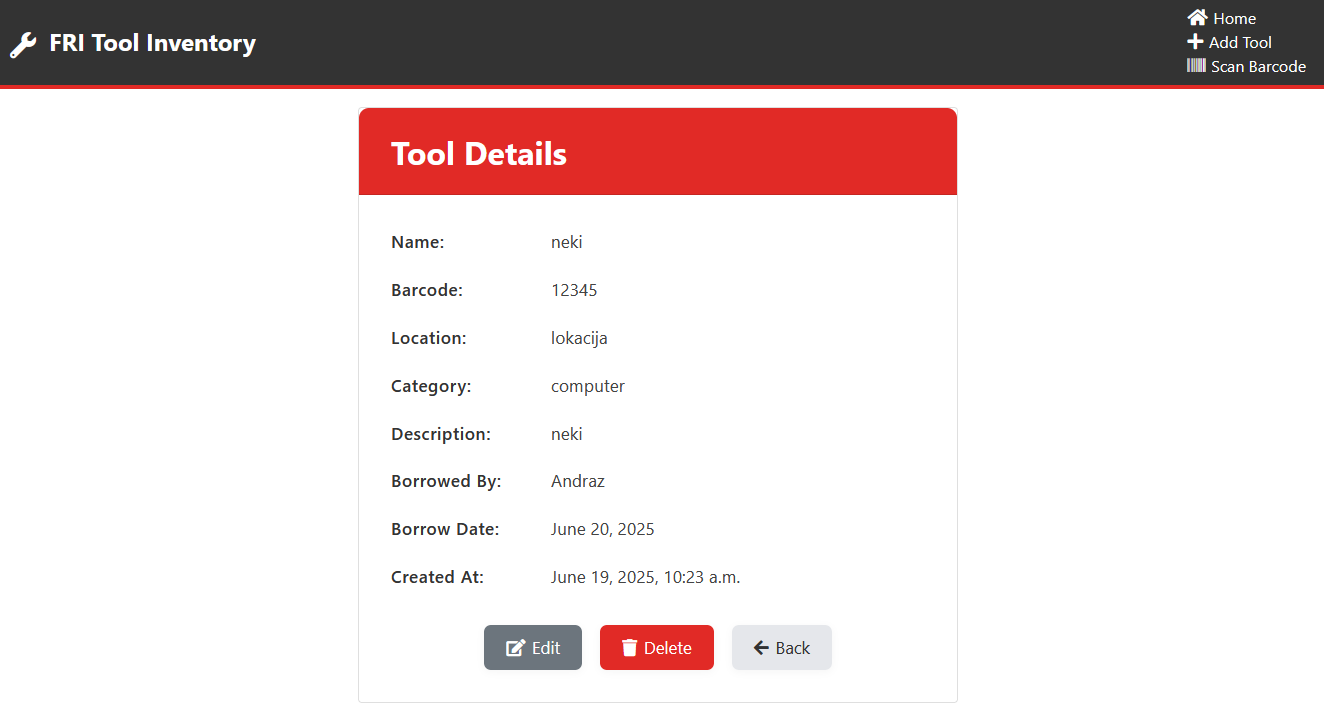 FRI Tool Inventory
Home
Add Tool
Scan Barcode
Tool Details
Name: neki
Barcode: 12345
Location: lokacija
Category: computer
Description: neki
Borrowed By: Andraz
Borrow Date: June 20, 2025
Created At: June 19, 2025, 10:23 a.m.
Edit Delete Back